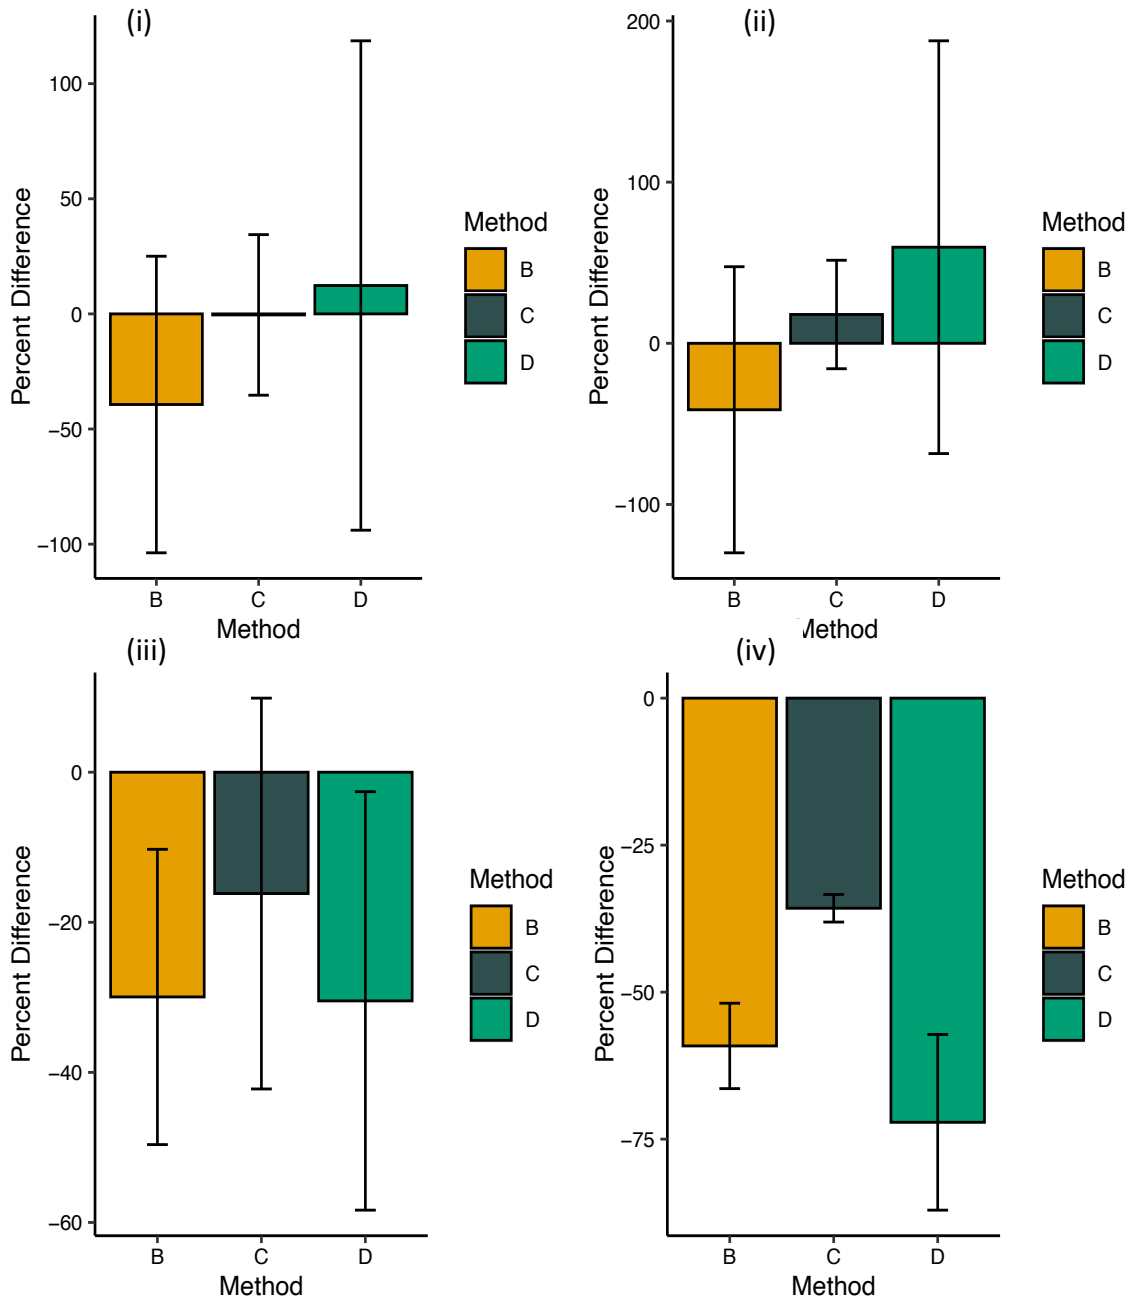 (i)
100
50
0
−50
−100
Percent Difference
B
C
D
Method
Method
B
C
D
(ii)
200
100
0
−100
Percent Difference
B
C
D
Method
Method
B
C
D
(iii)
0
−20
−40
−60
Percent Difference
B
C
D
Method
Method
B
C
D
(iv)
0
−25
−50
−75
Percent Difference
B
C
D
Method
Method
B
C
D